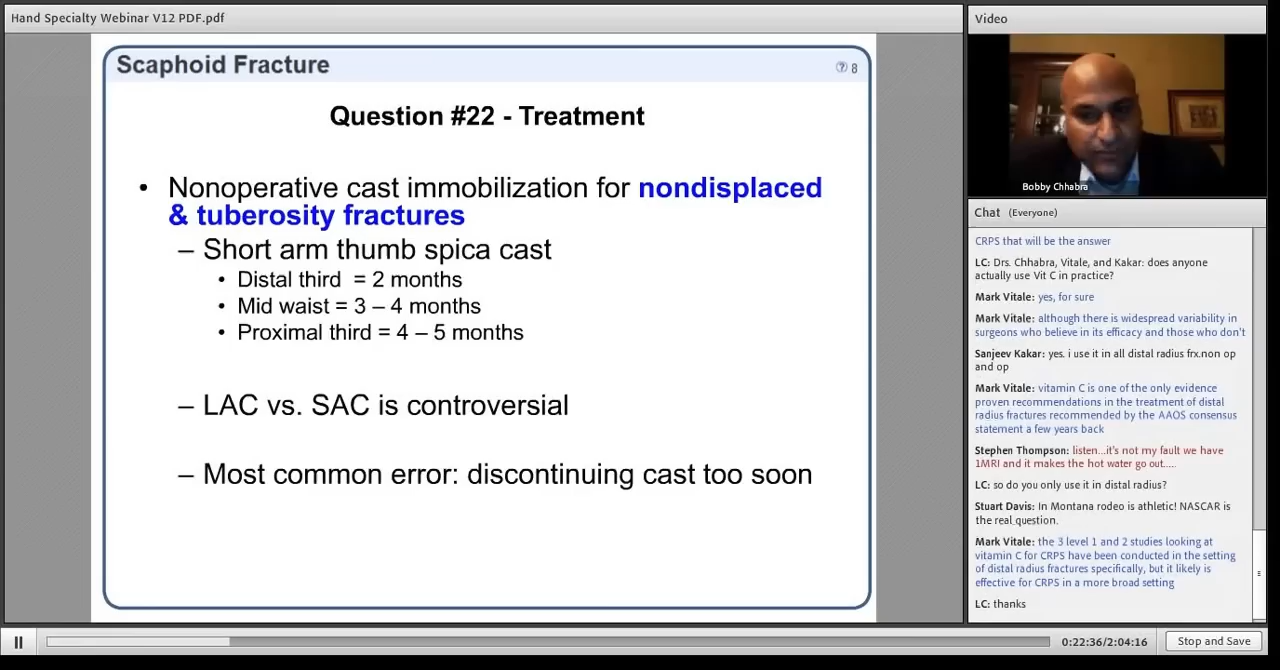 Hand Specialty Webinar V12 PDF.pdf
Scaphoid Fracture
? 8
Question #22 - Treatment
• Nonoperative cast immobilization for nondisplaced
& tuberosity fractures
– Short arm thumb spica cast
• Distal third = 2 months
• Mid waist = 3 – 4 months
• Proximal third = 4 – 5 months
– LAC vs. SAC is controversial
– Most common error: discontinuing cast too soon
Video
Bobby Chhabra
Chat (Everyone)
CRPS that will be the answer
LC: Drs. Chhabra, Vitale, and Kakar: does anyone
actually use Vit C in practice?
Mark Vitale: yes, for sure
Mark Vitale: although there is widespread variability in
surgeons who believe in its efficacy and those who don't
Sanjeev Kakar: yes. i use it in all distal radius frx.non op
and op
Mark Vitale: vitamin C is one of the only evidence
proven recommendations in the treatment of distal
radius fractures recommended by the AAOS consensus
statement a few years back
Stephen Thompson: listen...it's not my fault we have
1MRI and it makes the hot water go out.....
LC: so do you only use it in distal radius?
Stuart Davis: In Montana rodeo is athletic! NASCAR is
the real question.
Mark Vitale: the 3 level 1 and 2 studies looking at
vitamin C for CRPS have been conducted in the setting
of distal radius fractures specifically, but it likely is
effective for CRPS in a more broad setting
LC: thanks
0:22:36/2:04:16
Stop and Save